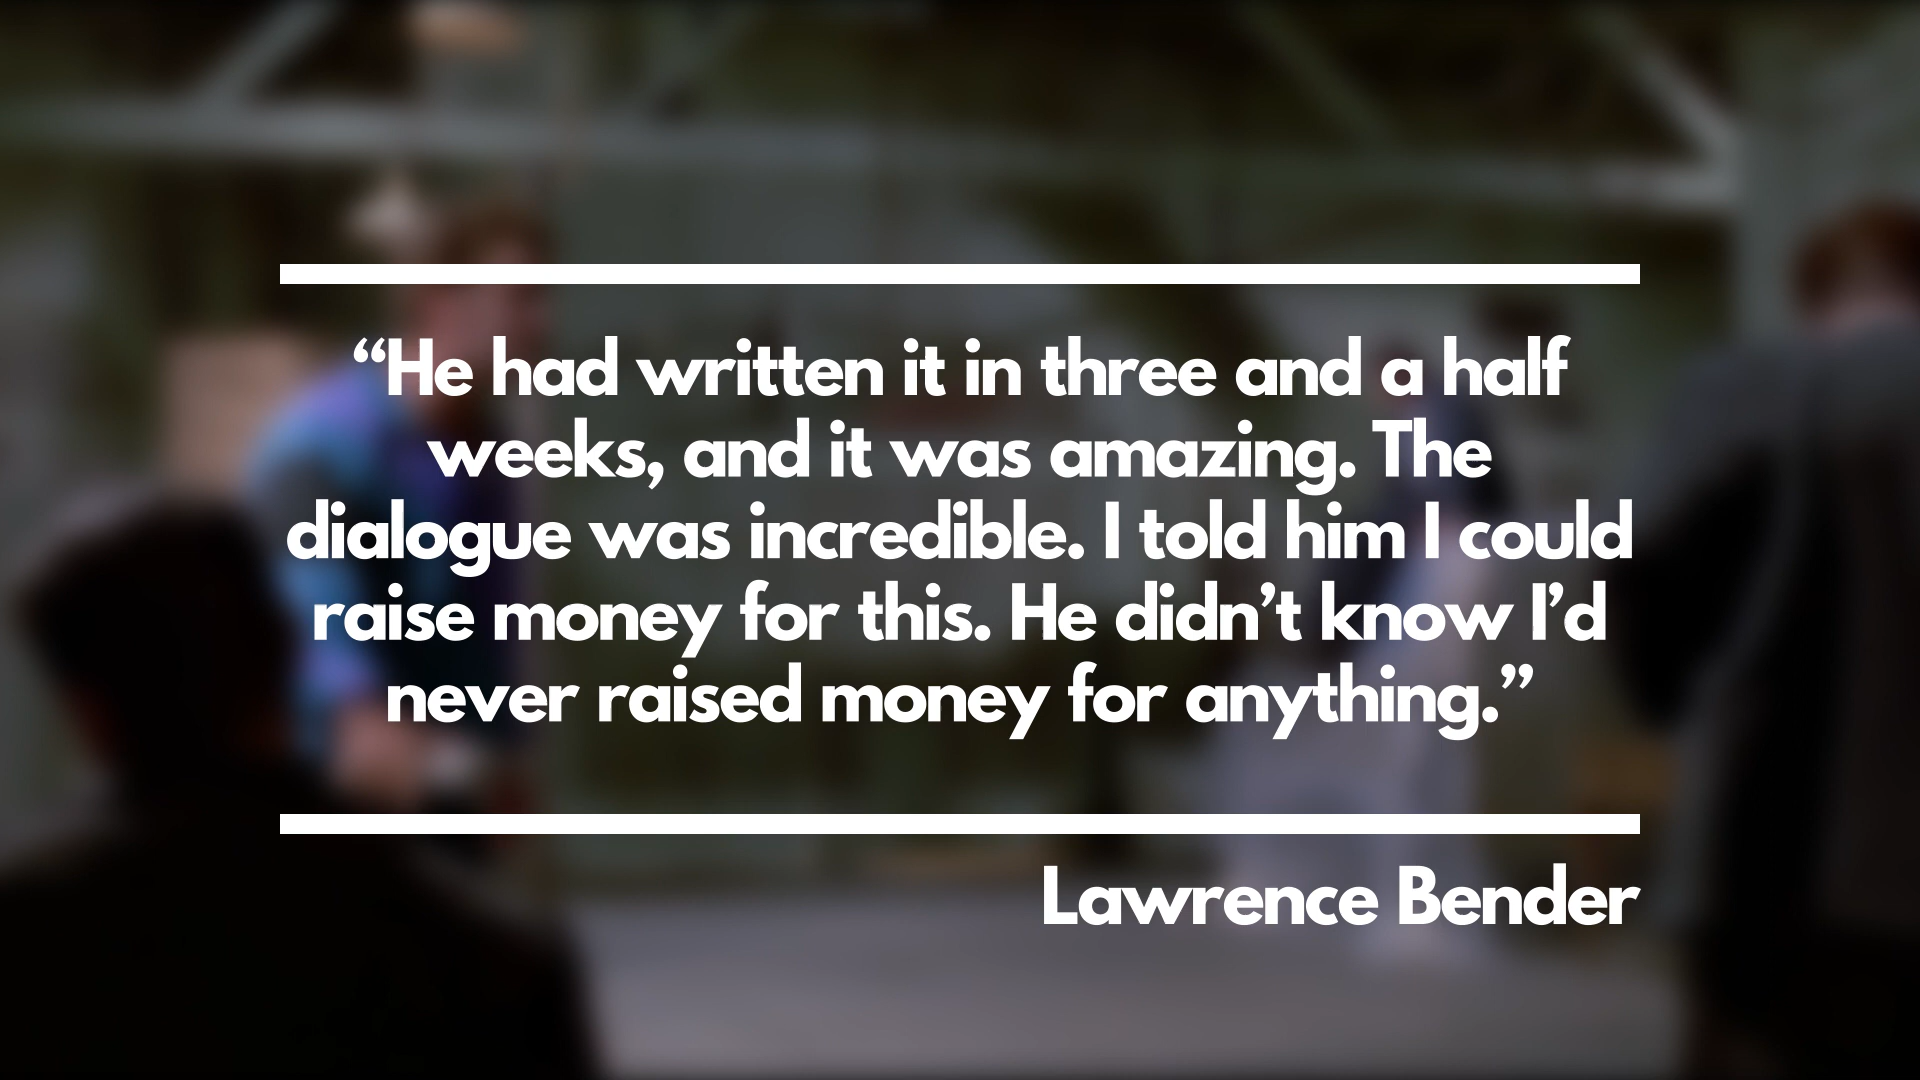 “He had written it in three and a half
weeks, and it was amazing. The
dialogue was incredible. I told him I could
raise money for this. He didn’t know I’d
never raised money for anything.”
Lawrence Bender